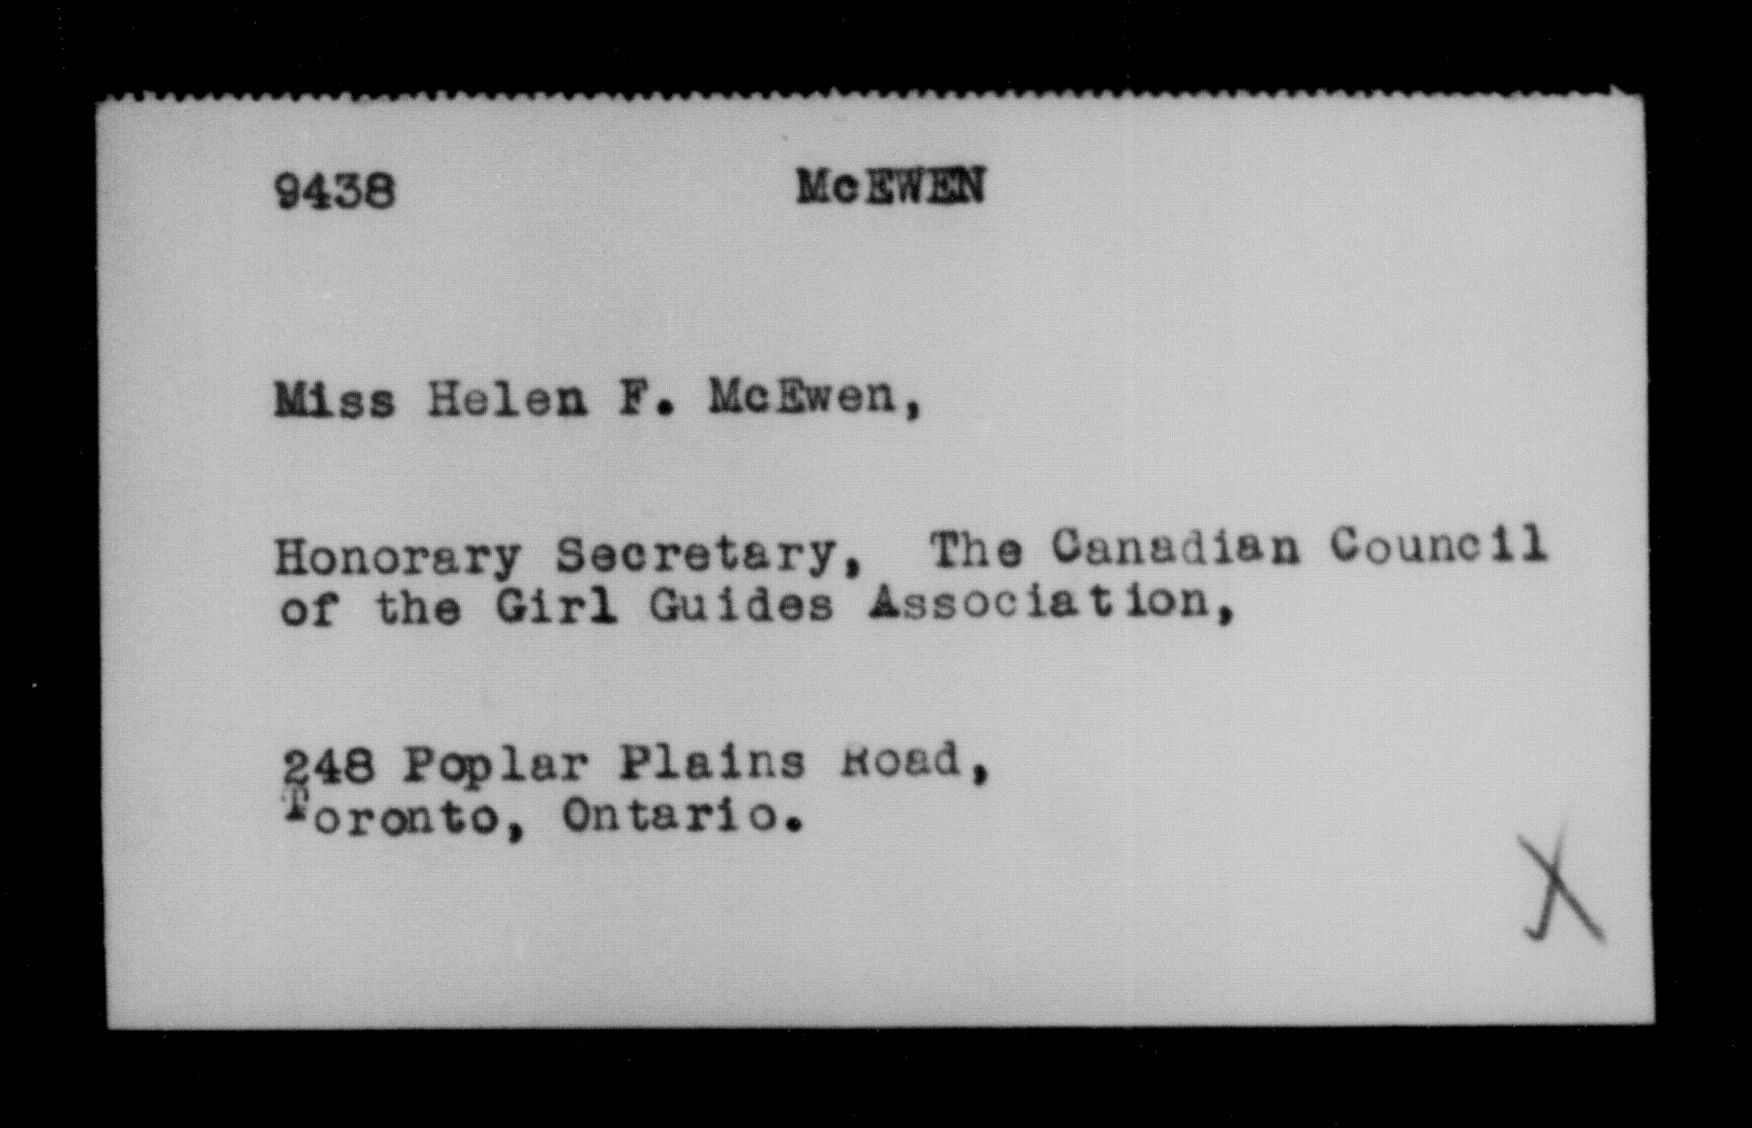 9438 McEWEN
Miss Helen F. McEwen,
Honorary Secretary, The Canadian Council
of the Girl Guides Association,
248 Poplar Plains Road,
Toronto, Ontario.
X